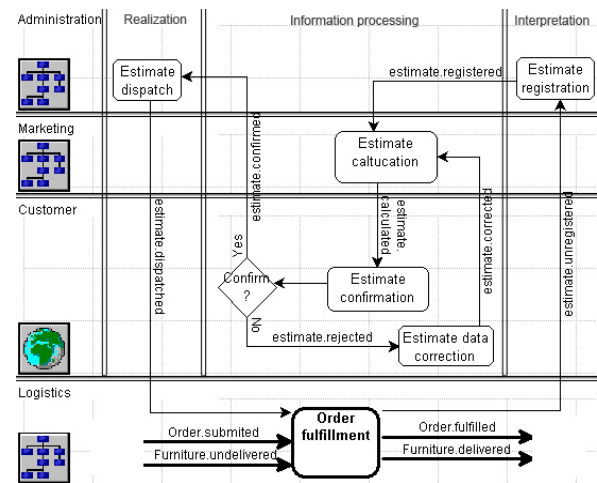 Administration
Realization
Information processing
Interpretation
Estimate
dispatch
estimate.registered
Estimate
registration
estimate.confirmed
Marketing
Estimate
caltucation
estimate.dispatched
estimate.
calculated
estimate.corrected
estimate.unregistered
Customer
Yes
Confirm
?
Estimate
confirmation
No
estimate.rejected
Estimate data
correction
Logistics
Order
fulfillment
Order.submited
Furniture.undelivered
Order.fulfilled
Furniture.delivered